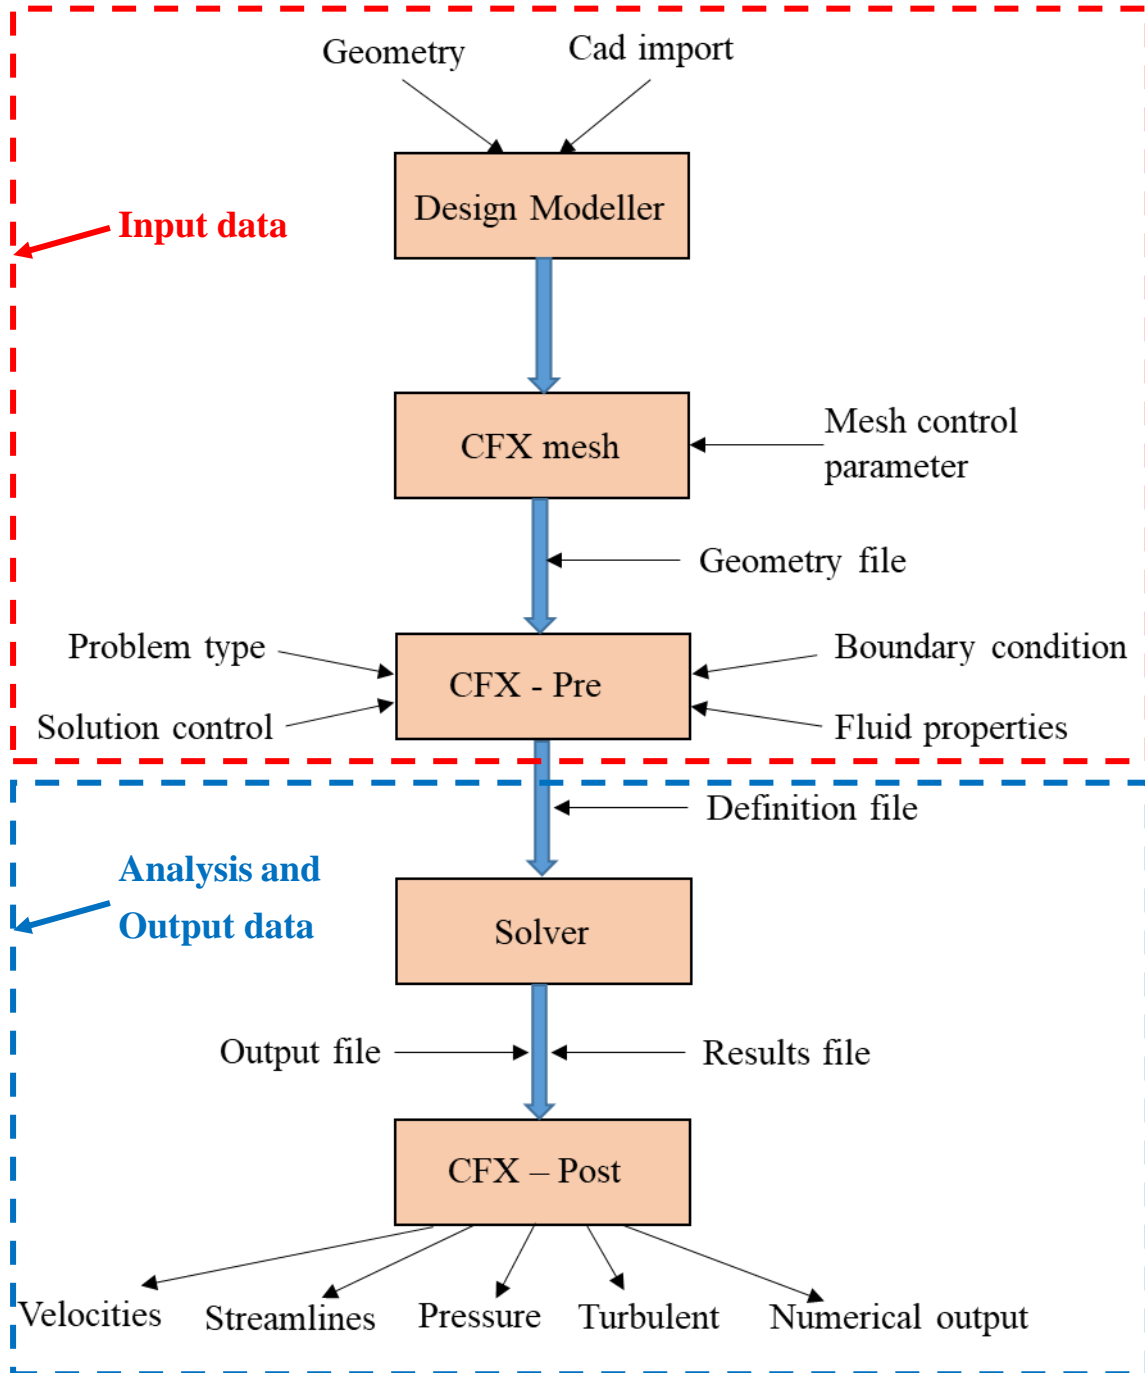 Geometry
Cad import
Design Modeller
Input data
CFX mesh
Mesh control
parameter
Geometry file
Problem type
Solution control
CFX - Pre
Boundary condition
Fluid properties
Definition file
Analysis and
Output data
Solver
Output file
Results file
CFX – Post
Velocities
Streamlines
Pressure
Turbulent
Numerical output